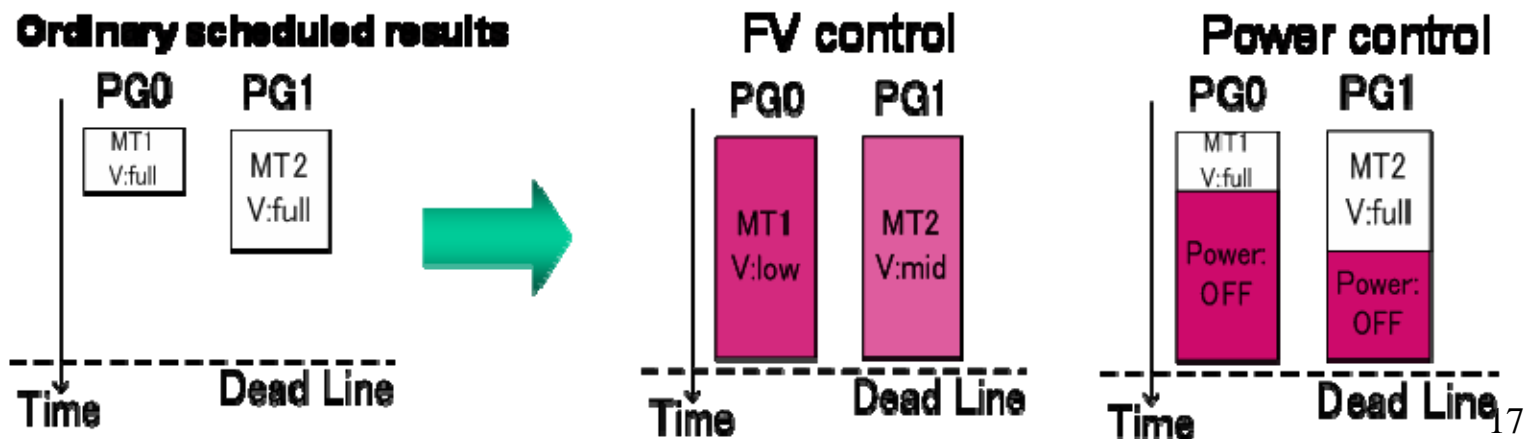 Ordinary scheduled results
PG0 PG1
MT1
V:full
MT2
V:full
Time
Dead Line
FV control
PG0 PG1
MT1
V:low
MT2
V:mid
Time
Dead Line
Power control
PG0 PG1
MT1
V:full
Power:
OFF
MT2
V:full
Power:
OFF
Time
Dead Line
17